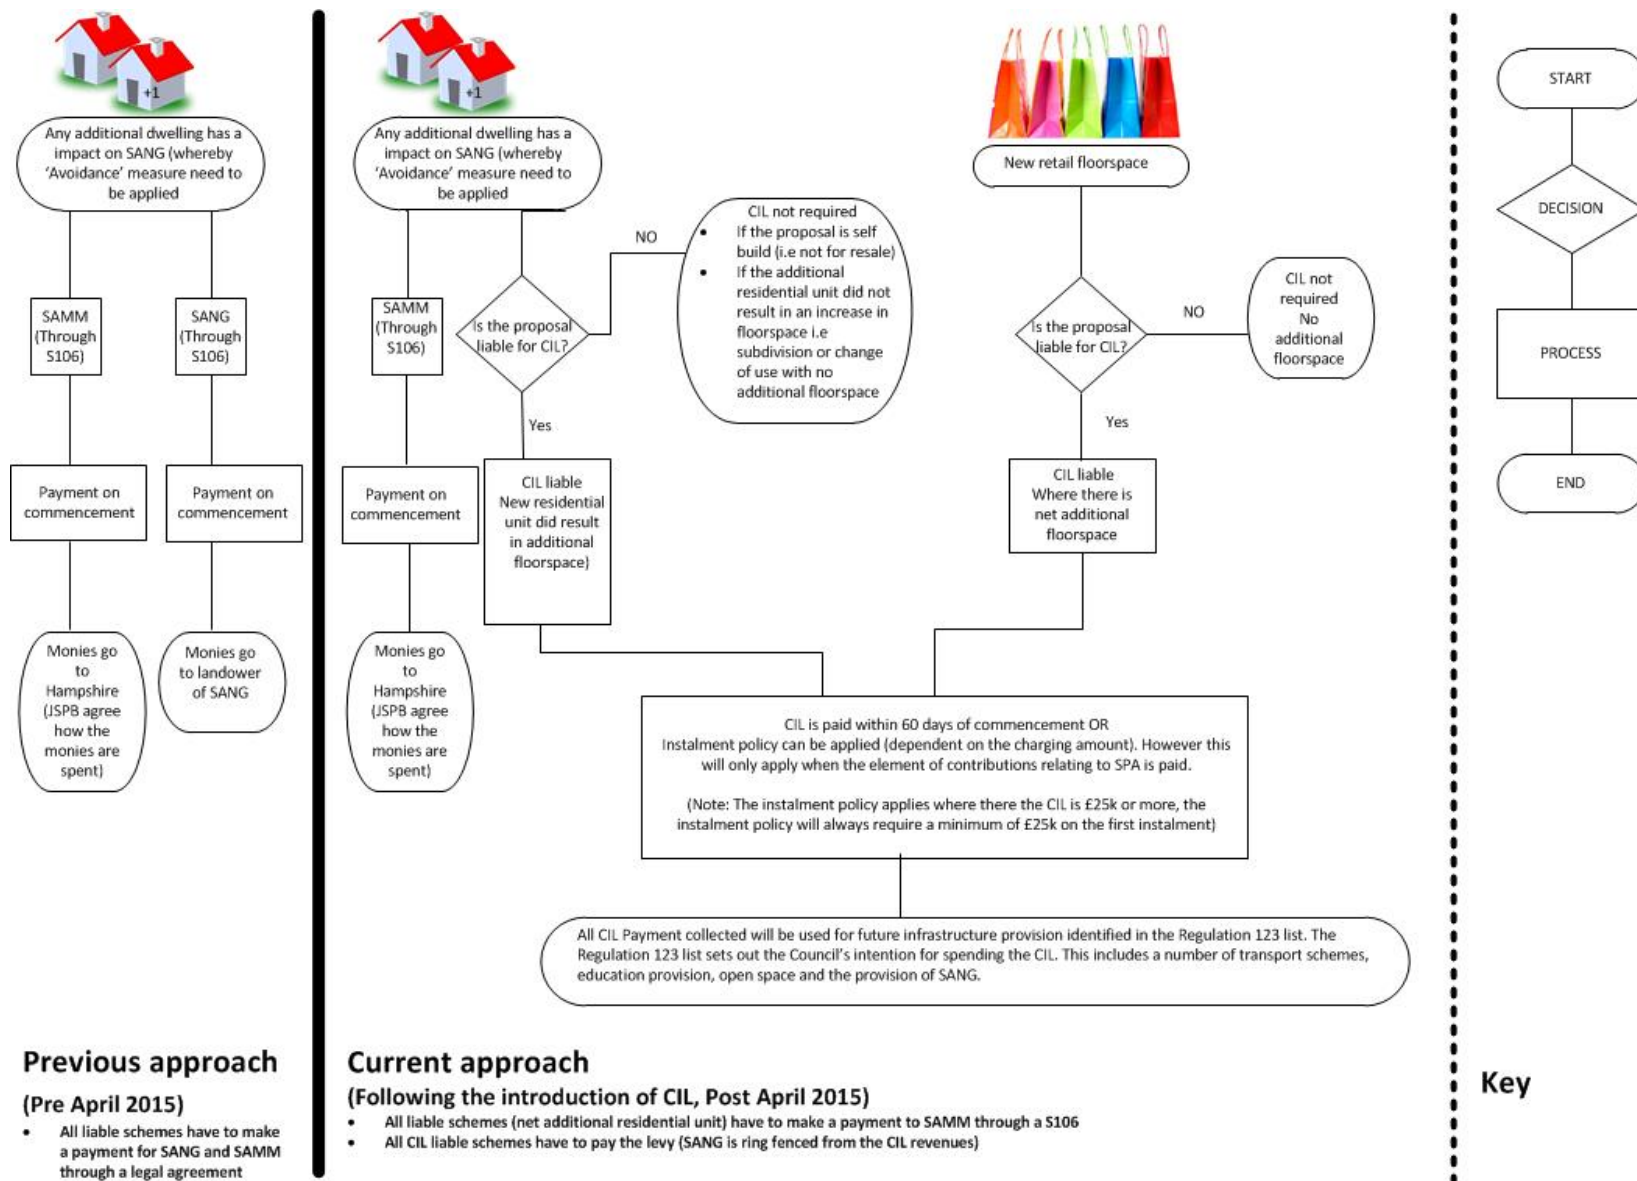 +1
Any additional dwelling has a
impact on SANG (whereby
‘Avoidance’ measure need to
be applied
SAMM
(Through
S106)
SANG
(Through
S106)
Payment on
commencement
Payment on
commencement
Monies go
to
Hampshire
(JSPB agree
how the
monies are
spent)
Monies go
to landower
of SANG
Previous approach
(Pre April 2015)
• All liable schemes have to make
a payment for SANG and SAMM
through a legal agreement
+1
Any additional dwelling has a
impact on SANG (whereby
‘Avoidance’ measure need to
be applied
SAMM
(Through
S106)
Is the proposal
liable for CIL?
NO
CIL not required
• If the proposal is self
build (i.e not for resale)
• If the additional
residential unit did not
result in an increase in
floorspace i.e
subdivision or change
of use with no
additional floorspace
Yes
Payment on
commencement
CIL liable
New residential
unit did result
in additional
floorspace)
Monies go
to
Hampshire
(JSPB agree
how the
monies are
spent)
New retail floorspace
Is the proposal
liable for CIL?
NO
CIL not
required
No
additional
floorspace
Yes
CIL liable
Where there is
net additional
floorspace
CIL is paid within 60 days of commencement OR
Instalment policy can be applied (dependent on the charging amount). However this
will only apply when the element of contributions relating to SPA is paid.
(Note: The instalment policy applies where there the CIL is £25k or more, the
instalment policy will always require a minimum of £25k on the first instalment)
All CIL Payment collected will be used for future infrastructure provision identified in the Regulation 123 list. The
Regulation 123 list sets out the Council’s intention for spending the CIL. This includes a number of transport schemes,
education provision, open space and the provision of SANG.
Current approach
(Following the introduction of CIL, Post April 2015)
• All liable schemes (net additional residential unit) have to make a payment to SAMM through a S106
• All CIL liable schemes have to pay the levy (SANG is ring fenced from the CIL revenues)
START
DECISION
PROCESS
END
Key